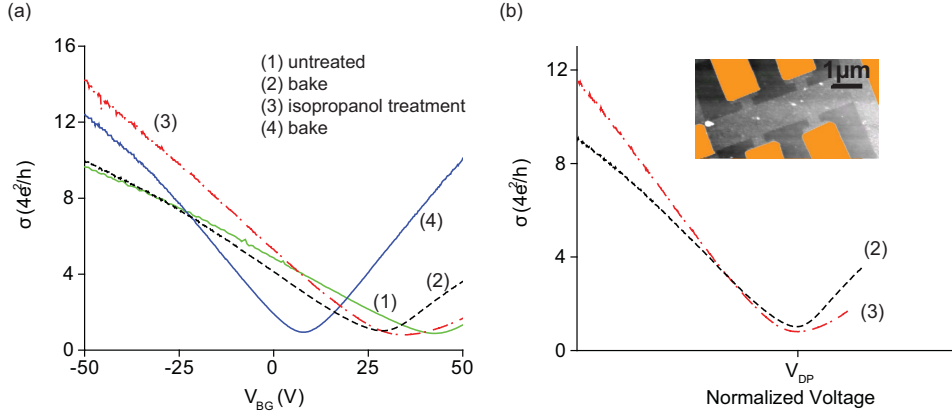 (a)
16
12
8
4
0
σ (4e²/h)
-50
-25
0
25
50
V_BG (V)
(1) untreated
(2) bake
(3) isopropanol treatment
(4) bake
(3)
(4)
(2)
(1)
(b)
12
8
4
0
σ (4e²/h)
1μm
(2)
(3)
V_DP
Normalized Voltage